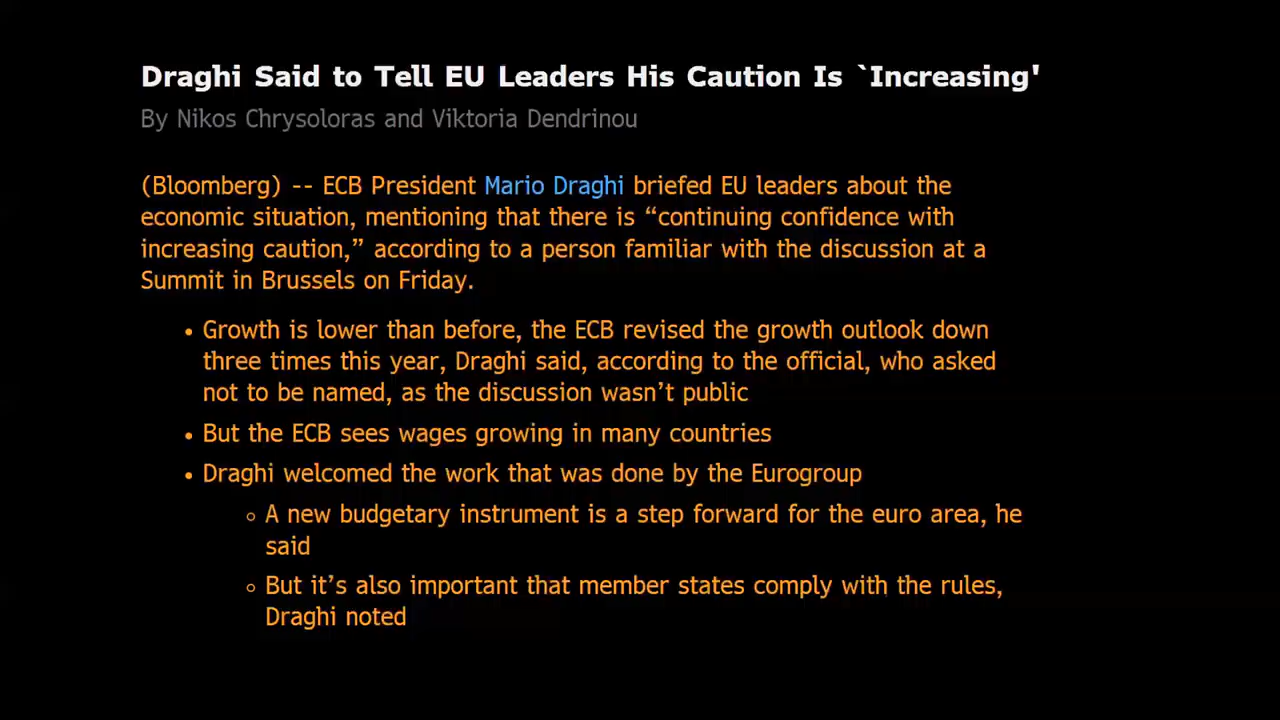 Draghi Said to Tell EU Leaders His Caution Is `Increasing'
By Nikos Chrysoloras and Viktoria Dendrinou
(Bloomberg) -- ECB President Mario Draghi briefed EU leaders about the
economic situation, mentioning that there is “continuing confidence with
increasing caution,” according to a person familiar with the discussion at a
Summit in Brussels on Friday.
• Growth is lower than before, the ECB revised the growth outlook down
three times this year, Draghi said, according to the official, who asked
not to be named, as the discussion wasn’t public
• But the ECB sees wages growing in many countries
• Draghi welcomed the work that was done by the Eurogroup
◦ A new budgetary instrument is a step forward for the euro area, he
said
◦ But it’s also important that member states comply with the rules,
Draghi noted